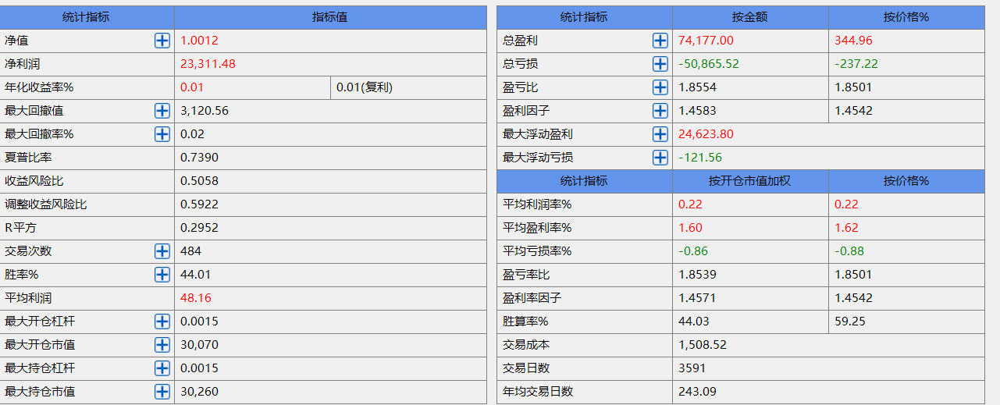 统计指标 指标值
净值 1.0012
净利润 23,311.48
年化收益率% 0.01 0.01(复利)
最大回撤值 3,120.56
最大回撤率% 0.02
夏普比率 0.7390
收益风险比 0.5058
调整收益风险比 0.5922
R平方 0.2952
交易次数 484
胜率% 44.01
平均利润 48.16
最大开仓杠杆 0.0015
最大开仓市值 30,070
最大持仓杠杆 0.0015
最大持仓市值 30,260
统计指标 按金额 按价格%
总盈利 74,177.00 344.96
总亏损 -50,865.52 -237.22
盈亏比 1.8554 1.8501
盈利因子 1.4583 1.4542
最大浮动盈利 24,623.80
最大浮动亏损 -121.56
统计指标 按开仓市值加权 按价格%
平均利润率% 0.22 0.22
平均盈利率% 1.60 1.62
平均亏损率% -0.86 -0.88
盈亏率比 1.8539 1.8501
盈利率因子 1.4571 1.4542
胜算率% 44.03 59.25
交易成本 1,508.52
交易日数 3591
年均交易日数 243.09